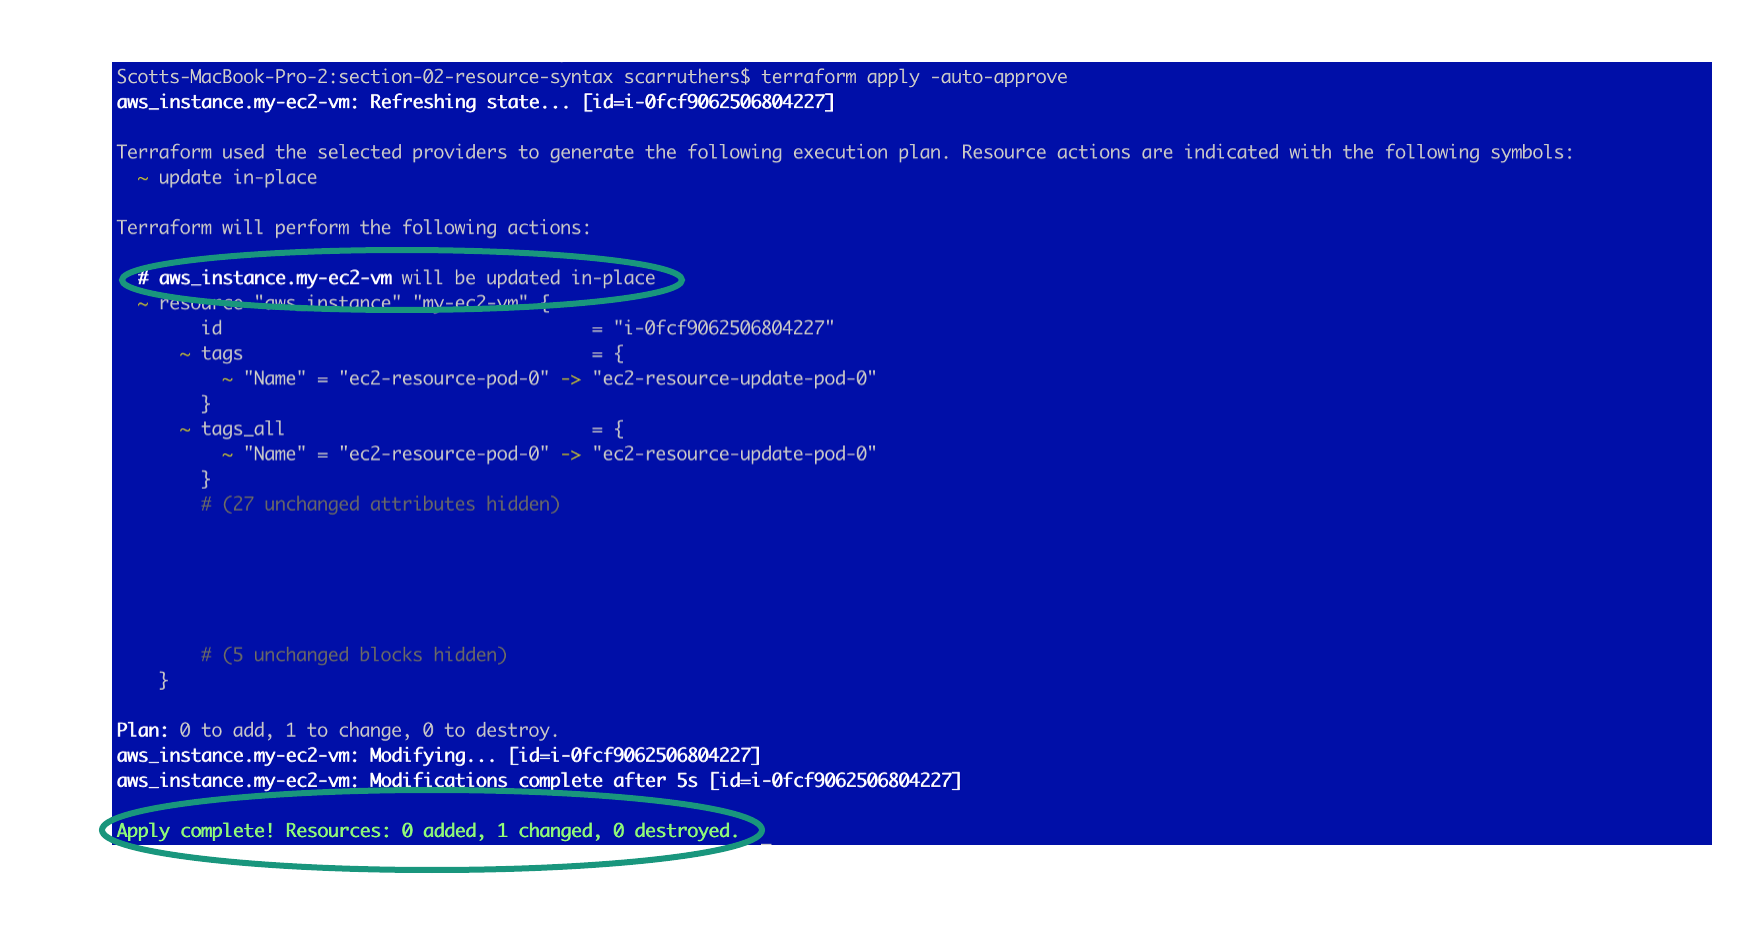 Scotts-MacBook-Pro-2:section-02-resource-syntax scarruthers$ terraform apply -auto-approve
aws_instance.my-ec2-vm: Refreshing state... [id=i-0fcf9062506804227]
Terraform used the selected providers to generate the following execution plan. Resource actions are indicated with the following symbols:
  ~ update in-place
Terraform will perform the following actions:
  # aws_instance.my-ec2-vm will be updated in-place
  ~ resource "aws_instance" "my-ec2-vm" {
        id                                   = "i-0fcf9062506804227"
      ~ tags                                 = {
          ~ "Name" = "ec2-resource-pod-0" -> "ec2-resource-update-pod-0"
        }
      ~ tags_all                             = {
          ~ "Name" = "ec2-resource-pod-0" -> "ec2-resource-update-pod-0"
        }
        # (27 unchanged attributes hidden)
        # (5 unchanged blocks hidden)
    }
Plan: 0 to add, 1 to change, 0 to destroy.
aws_instance.my-ec2-vm: Modifying... [id=i-0fcf9062506804227]
aws_instance.my-ec2-vm: Modifications complete after 5s [id=i-0fcf9062506804227]
Apply complete! Resources: 0 added, 1 changed, 0 destroyed.